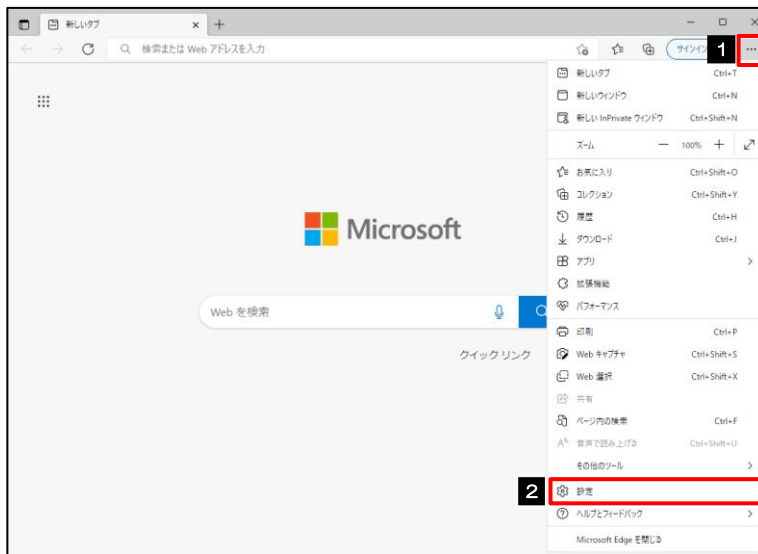 新しいタブ
検索または Web アドレスを入力
1
新しいタブ Ctrl+T
新しいウィンドウ Ctrl+N
新しい InPrivate ウィンドウ Ctrl+Shift+N
ズーム 100%
お気に入り Ctrl+Shift+O
コレクション Ctrl+Shift+Y
履歴 Ctrl+H
ダウンロード Ctrl+J
アプリ
拡張機能
パフォーマンス
印刷 Ctrl+P
Web キャプチャ Ctrl+Shift+S
Web 選択 Ctrl+Shift+X
共有
ページ内の検索 Ctrl+F
音声で読み上げる Ctrl+Shift+U
その他のツール
2 設定
ヘルプとフィードバック
Microsoft Edge を閉じる
Microsoft
Web を検索
クイック リンク